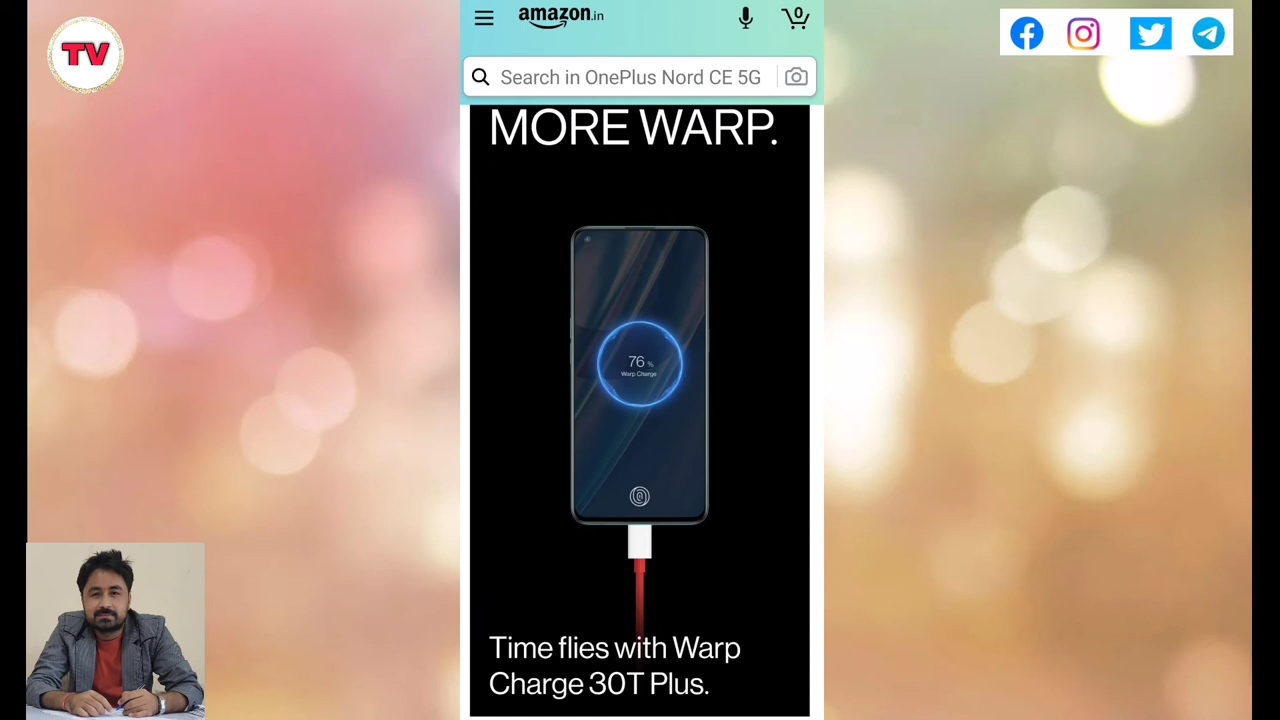 TV
amazon.in
0
Search in OnePlus Nord CE 5G
MORE WARP.
76 %
Warp Charge
Time flies with Warp
Charge 30T Plus.